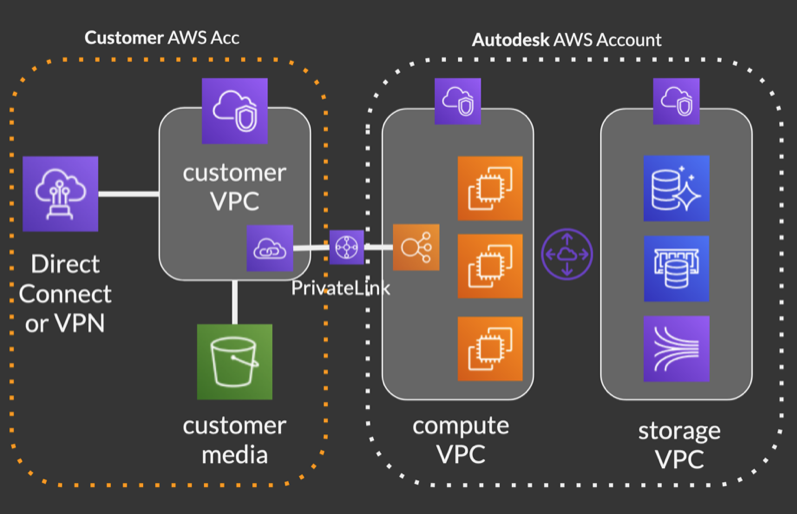 Customer AWS Acc
Autodesk AWS Account
customer
VPC
Direct
Connect
or VPN
PrivateLink
customer
media
compute
VPC
storage
VPC